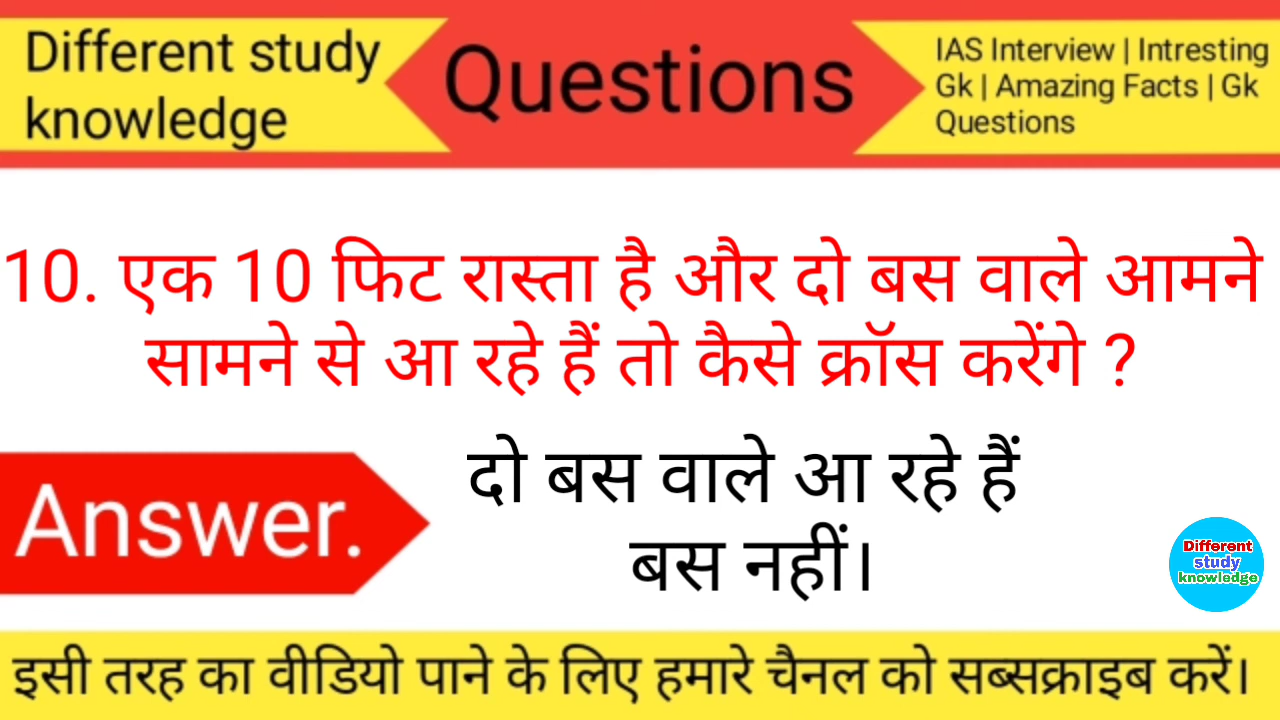 Different study
knowledge
Questions
IAS Interview | Intresting
Gk | Amazing Facts | Gk
Questions
10. एक 10 फिट रास्ता है और दो बस वाले आमने
सामने से आ रहे हैं तो कैसे क्रॉस करेंगे ?
Answer.
दो बस वाले आ रहे हैं
बस नहीं।
Different
study
knowledge
इसी तरह का वीडियो पाने के लिए हमारे चैनल को सब्सक्राइब करें।